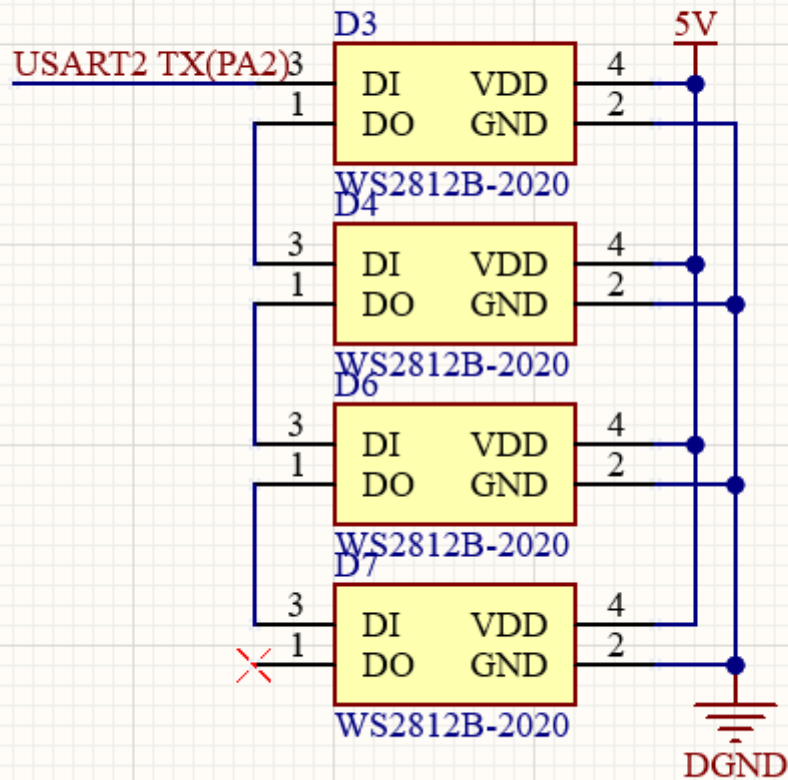 D3
5V
USART2 TX(PA2)
3 DI VDD 4
1 DO GND 2
WS2812B-2020
D4
3 DI VDD 4
1 DO GND 2
WS2812B-2020
D6
3 DI VDD 4
1 DO GND 2
WS2812B-2020
D7
3 DI VDD 4
1 DO GND 2
WS2812B-2020
DGND